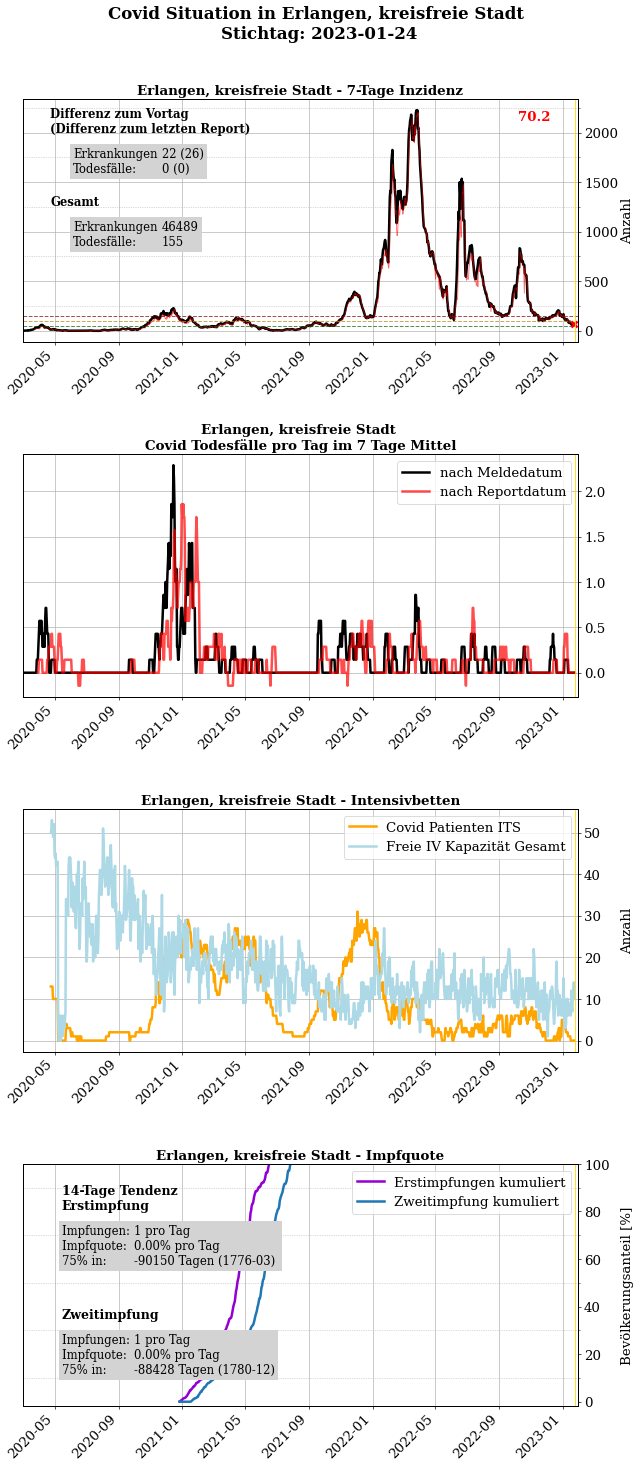 Covid Situation in Erlangen, kreisfreie Stadt
Stichtag: 2023-01-24
Erlangen, kreisfreie Stadt - 7-Tage Inzidenz
Differenz zum Vortag
(Differenz zum letzten Report)
Erkrankungen 22 (26)
Todesfälle: 0 (0)
Gesamt
Erkrankungen 46489
Todesfälle: 155
70.2
2000
1500
1000
500
0
Anzahl
2020-05
2020-09
2021-01
2021-05
2021-09
2022-01
2022-05
2022-09
2023-01
Erlangen, kreisfreie Stadt
Covid Todesfälle pro Tag im 7 Tage Mittel
nach Meldedatum
nach Reportdatum
2.0
1.5
1.0
0.5
0.0
2020-05
2020-09
2021-01
2021-05
2021-09
2022-01
2022-05
2022-09
2023-01
Erlangen, kreisfreie Stadt - Intensivbetten
Covid Patienten ITS
Freie IV Kapazität Gesamt
50
40
30
20
10
0
Anzahl
2020-05
2020-09
2021-01
2021-05
2021-09
2022-01
2022-05
2022-09
2023-01
Erlangen, kreisfreie Stadt - Impfquote
14-Tage Tendenz
Erstimpfung
Impfungen: 1 pro Tag
Impfquote: 0.00% pro Tag
75% in: -90150 Tagen (1776-03)
Zweitimpfung
Impfungen: 1 pro Tag
Impfquote: 0.00% pro Tag
75% in: -88428 Tagen (1780-12)
Erstimpfungen kumuliert
Zweitimpfung kumuliert
100
80
60
40
20
0
Bevölkerungsanteil [%]
2020-05
2020-09
2021-01
2021-05
2021-09
2022-01
2022-05
2022-09
2023-01